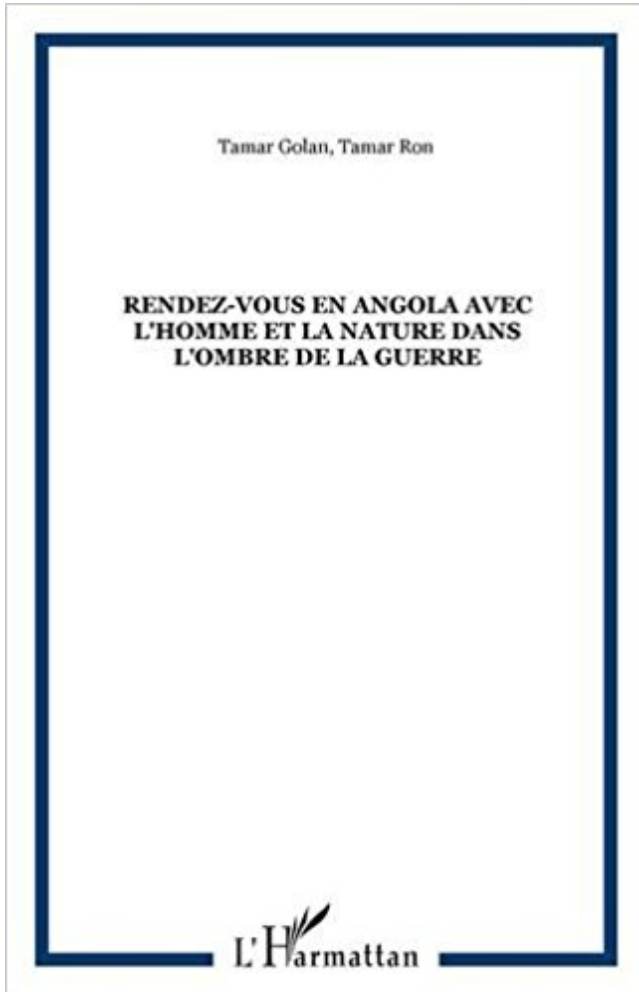 Tamar Golan, Tamar Ron
RENDEZ-VOUS EN ANGOLA AVEC
L'HOMME ET LA NATURE DANS
L'OMBRE DE LA GUERRE
L'Harmattan